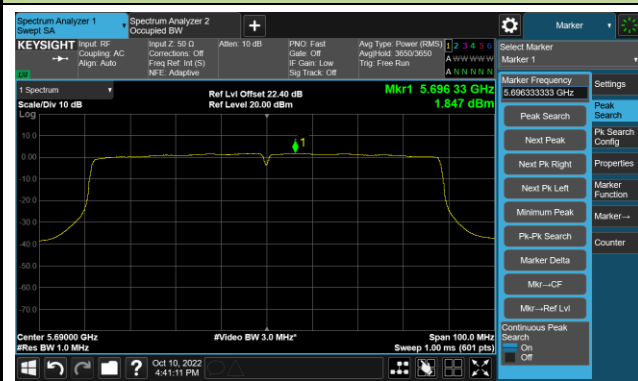 Spectrum Analyzer 1
Swept SA
Spectrum Analyzer 2
Occupied BW
+
Marker
KEYSIGHT
Input: RF
Coupling: AC
Align: Auto
Input Z: 50 Ω
Corrections: Off
Freq Ref: Int (S)
NFE: Adaptive
Atten: 10 dB
PNO: Fast
Gate: Off
IF Gain: Low
Sig Track: Off
Avg Type: Power (RMS)
Avg|Hold: 3650/3650
Trig: Free Run
1 2 3 4 5 6
A W W W W W
A N N N N N
LXI
Select Marker
Marker 1
1 Spectrum
Scale/Div 10 dB
Ref Lvl Offset 22.40 dB
Ref Level 20.00 dBm
Mkr1 5.696 33 GHz
1.847 dBm
Log
10.0
0.00
-10.0
-20.0
-30.0
-40.0
-50.0
-60.0
-70.0
1
Center 5.69000 GHz
#Res BW 1.0 MHz
#Video BW 3.0 MHz*
Span 100.0 MHz
Sweep 1.00 ms (601 pts)
Marker Frequency
5.696333333 GHz
Peak Search
Next Peak
Next Pk Right
Next Pk Left
Minimum Peak
Pk-Pk Search
Marker Delta
Mkr→CF
Mkr→Ref Lvl
Continuous Peak
Search
On
Off
Settings
Peak
Search
Pk Search
Config
Properties
Marker
Function
Marker→
Counter
?
Oct 10, 2022
4:41:11 PM